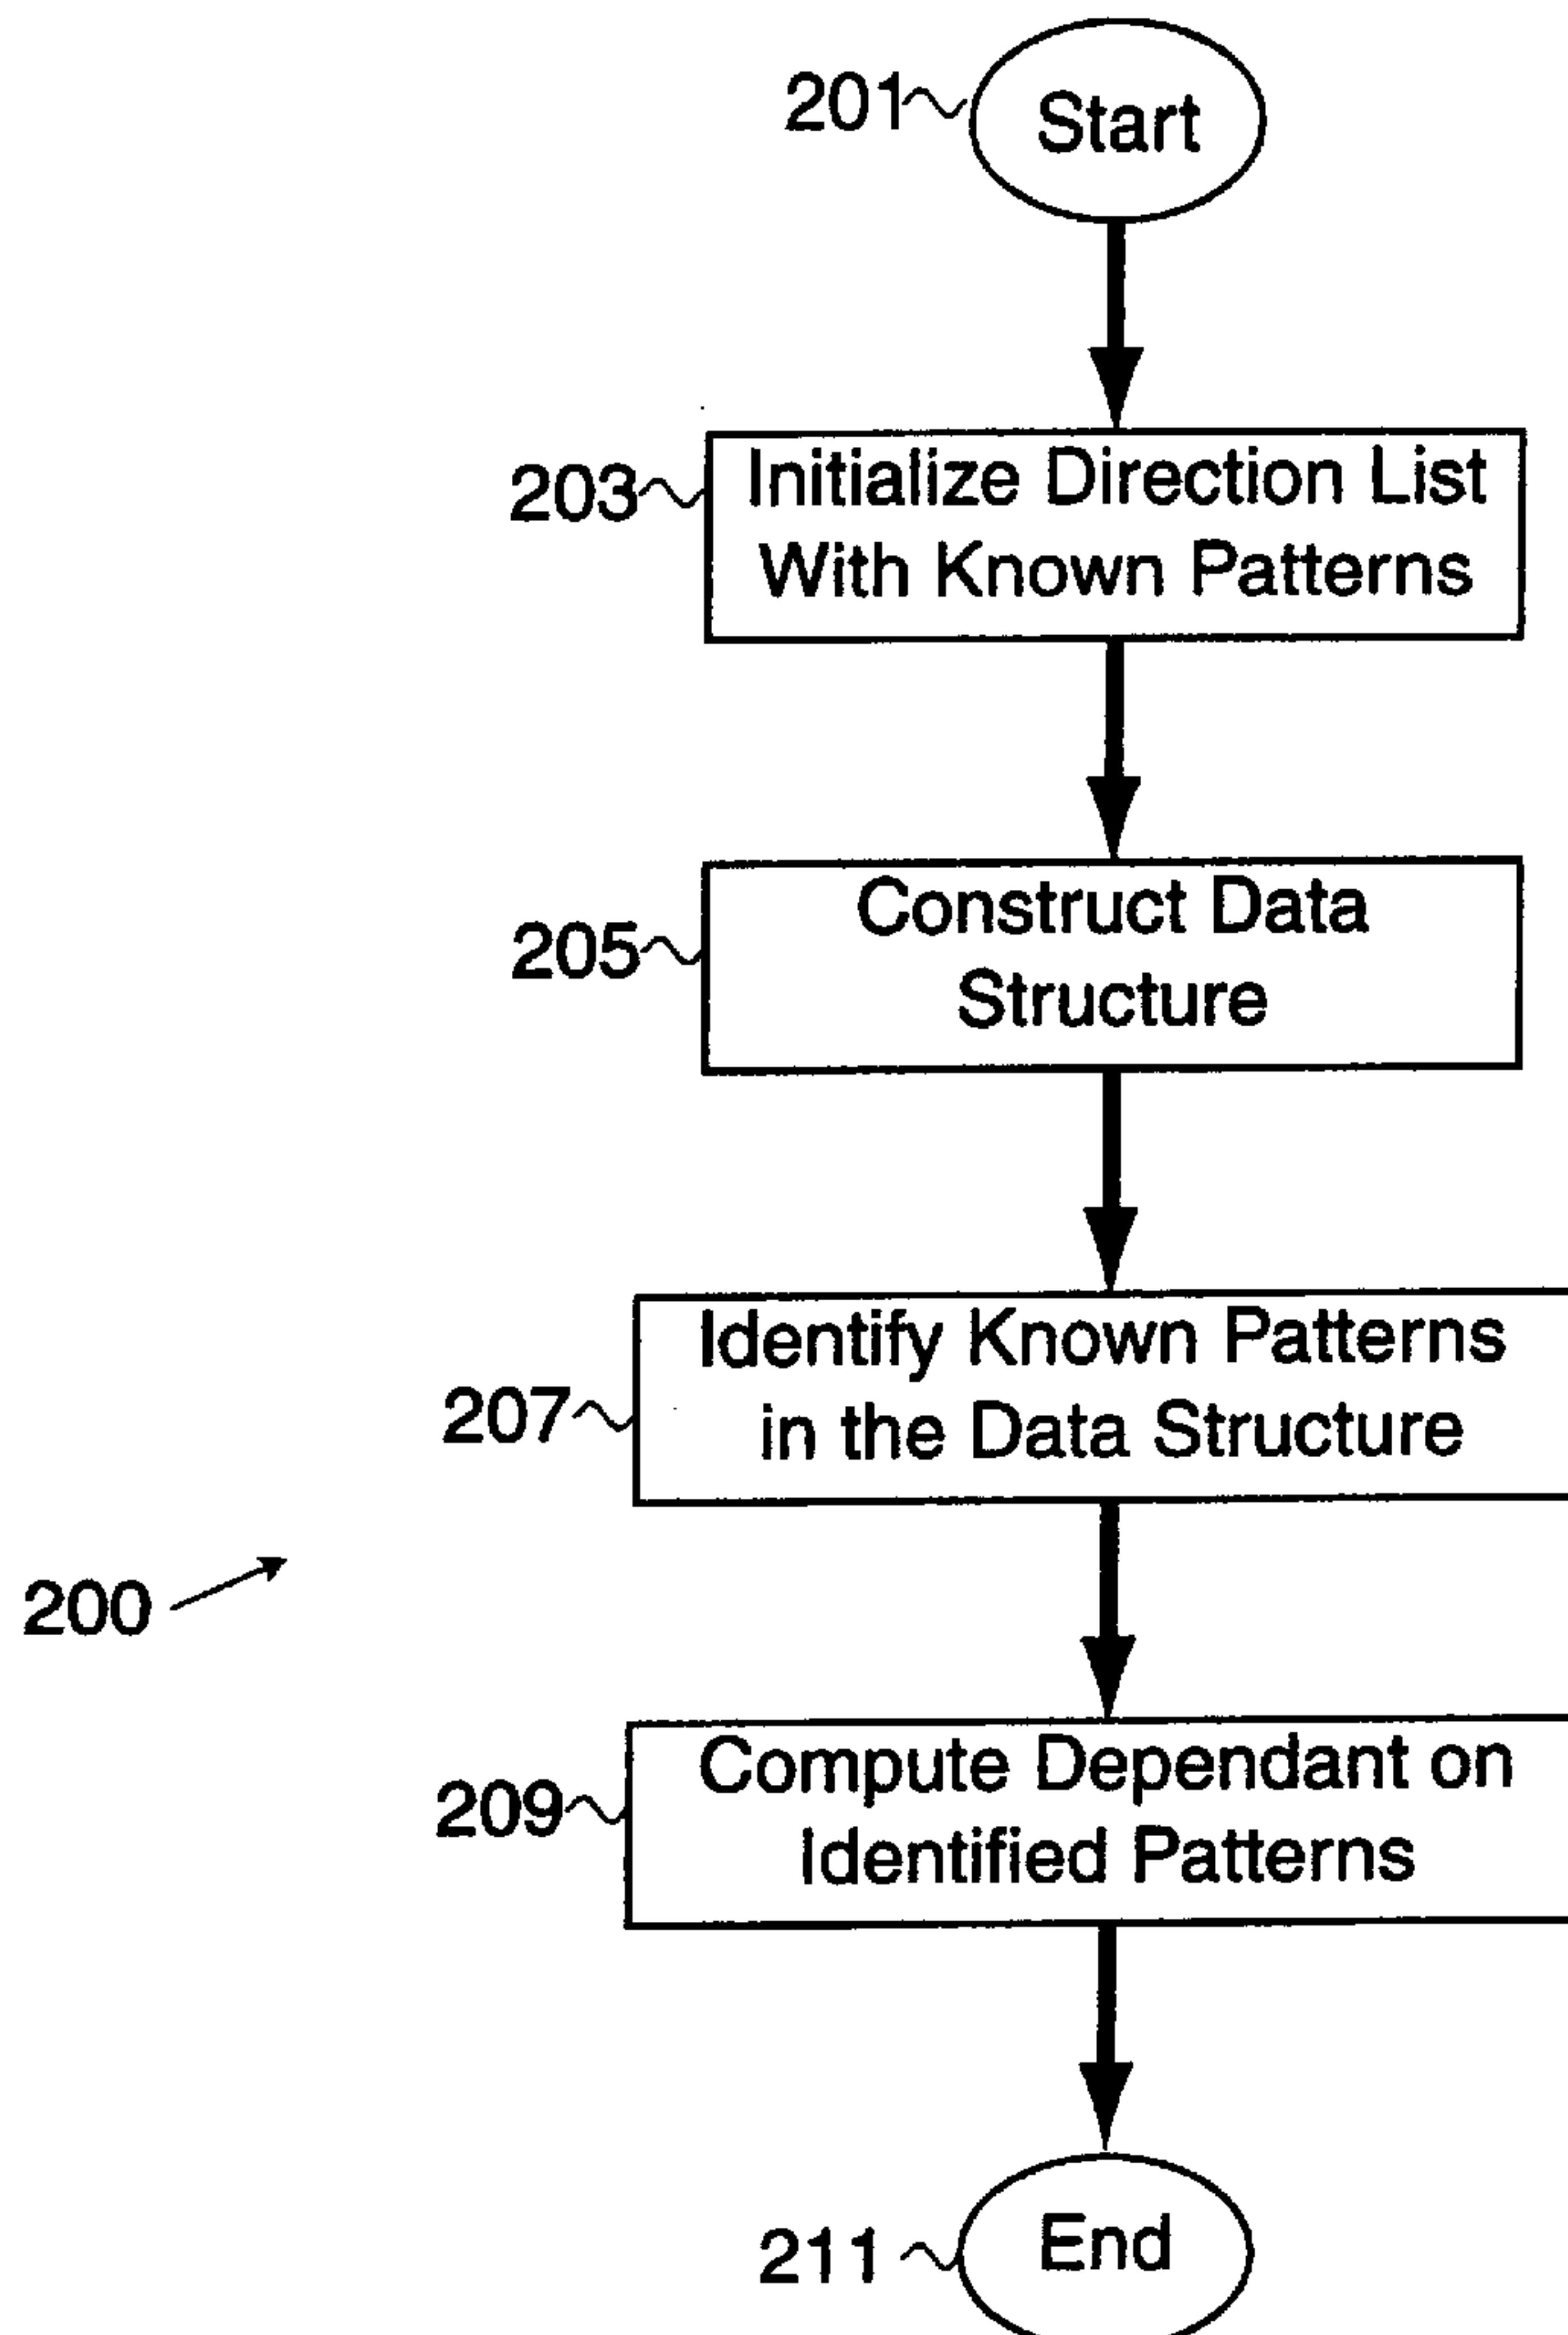 201
Start
203
Initialize Direction List
With Known Patterns
205
Construct Data
Structure
207
Identify Known Patterns
in the Data Structure
200
209
Compute Dependant on
Identified Patterns
211
End